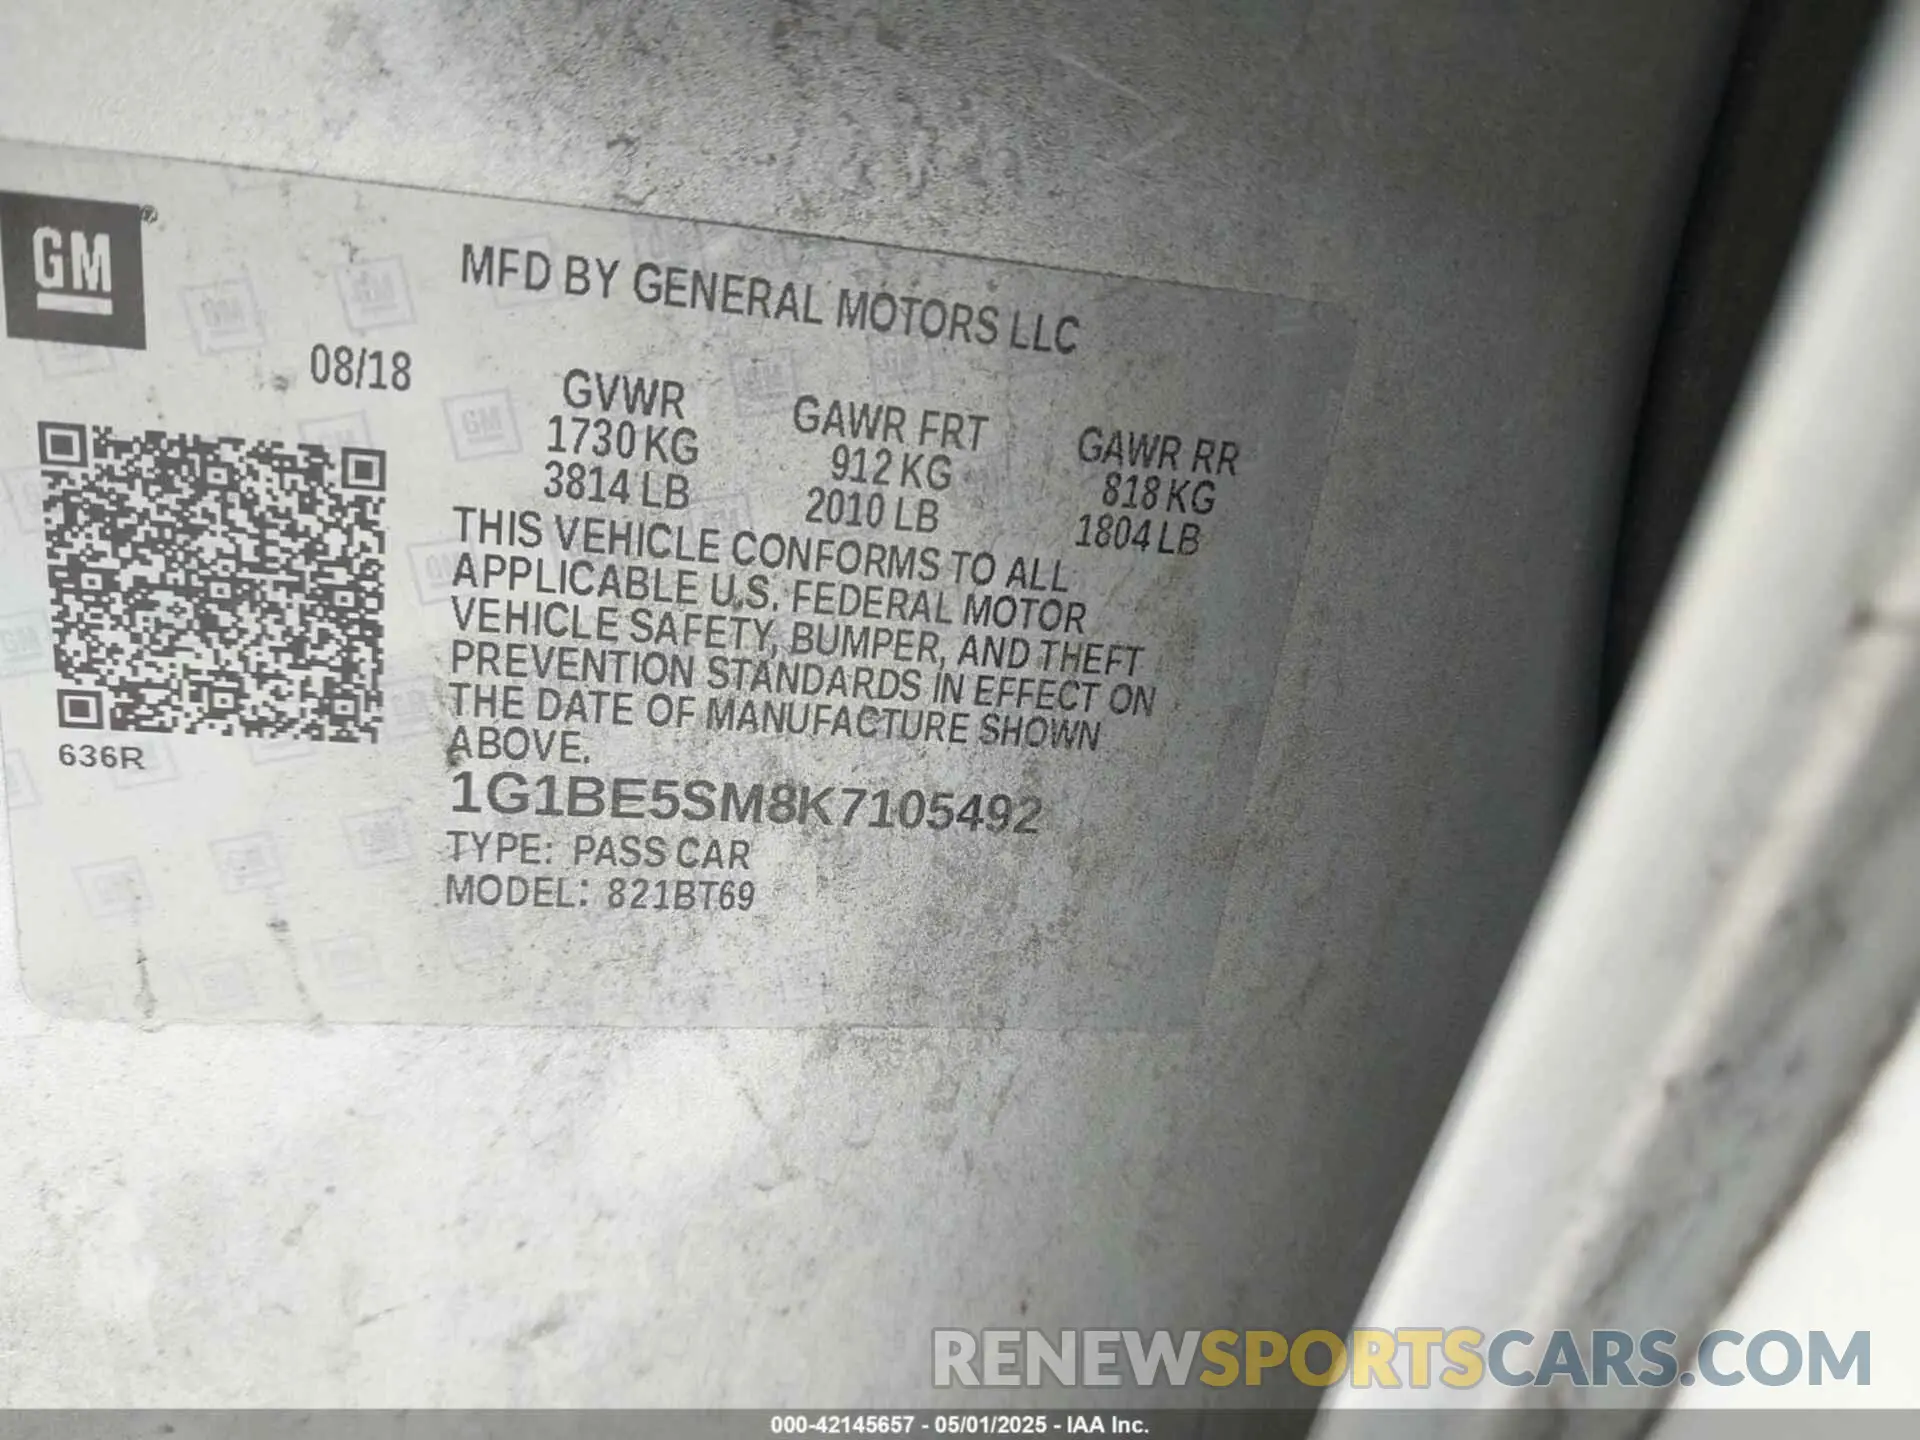 GM®
MFD BY GENERAL MOTORS LLC
08/18
GVWR GAWR FRT GAWR RR
1730 KG 912 KG 818 KG
3814 LB 2010 LB 1804 LB
THIS VEHICLE CONFORMS TO ALL
APPLICABLE U.S. FEDERAL MOTOR
VEHICLE SAFETY, BUMPER, AND THEFT
PREVENTION STANDARDS IN EFFECT ON
THE DATE OF MANUFACTURE SHOWN
ABOVE.
636R
1G1BE5SM8K7105492
TYPE: PASS CAR
MODEL: 821BT69
RENEWSPORTSCARS.COM
000-42145657 - 05/01/2025 - IAA Inc.